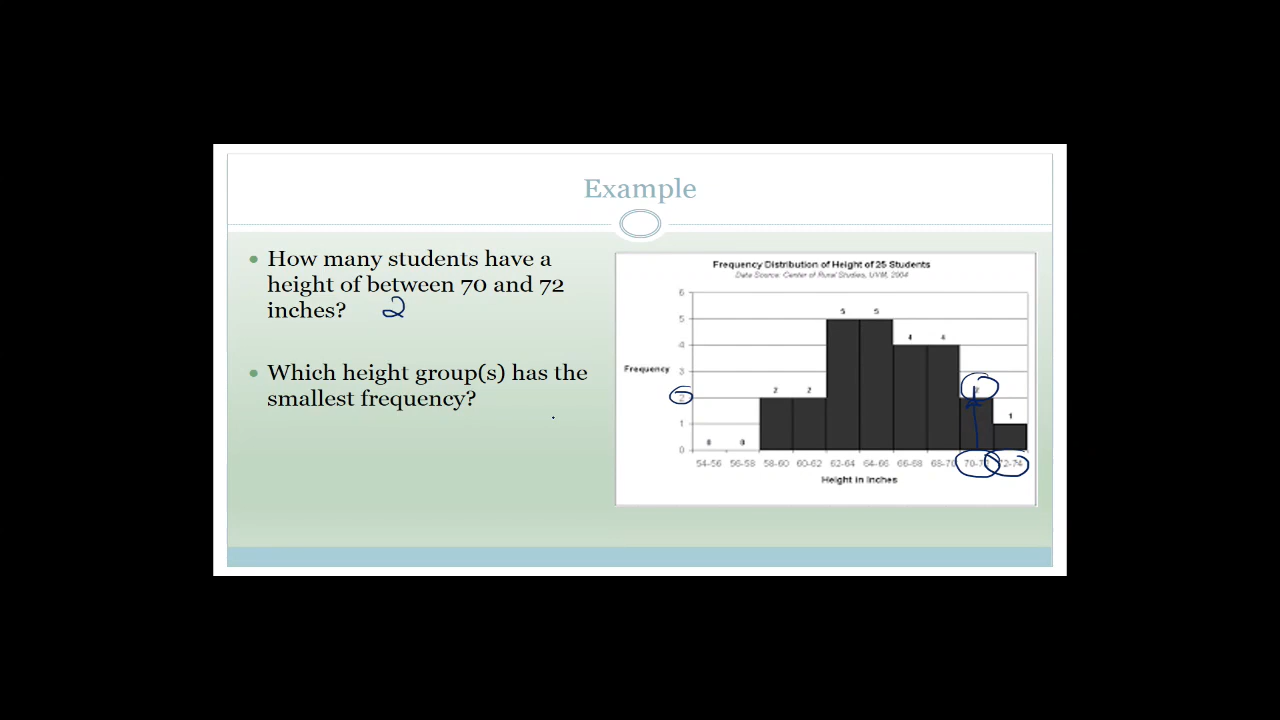 Example
How many students have a
height of between 70 and 72
inches? 2
Which height group(s) has the
smallest frequency?
Frequency Distribution of Height of 25 Students
Data Source: Center of Rural Studies, UVM, 2004
6
5
4
3
2
1
0
Frequency
0 0 2 2 5 5 4 4 2 1
54-56 56-58 58-60 60-62 62-64 64-66 66-68 68-70 70-72 72-74
Height in Inches